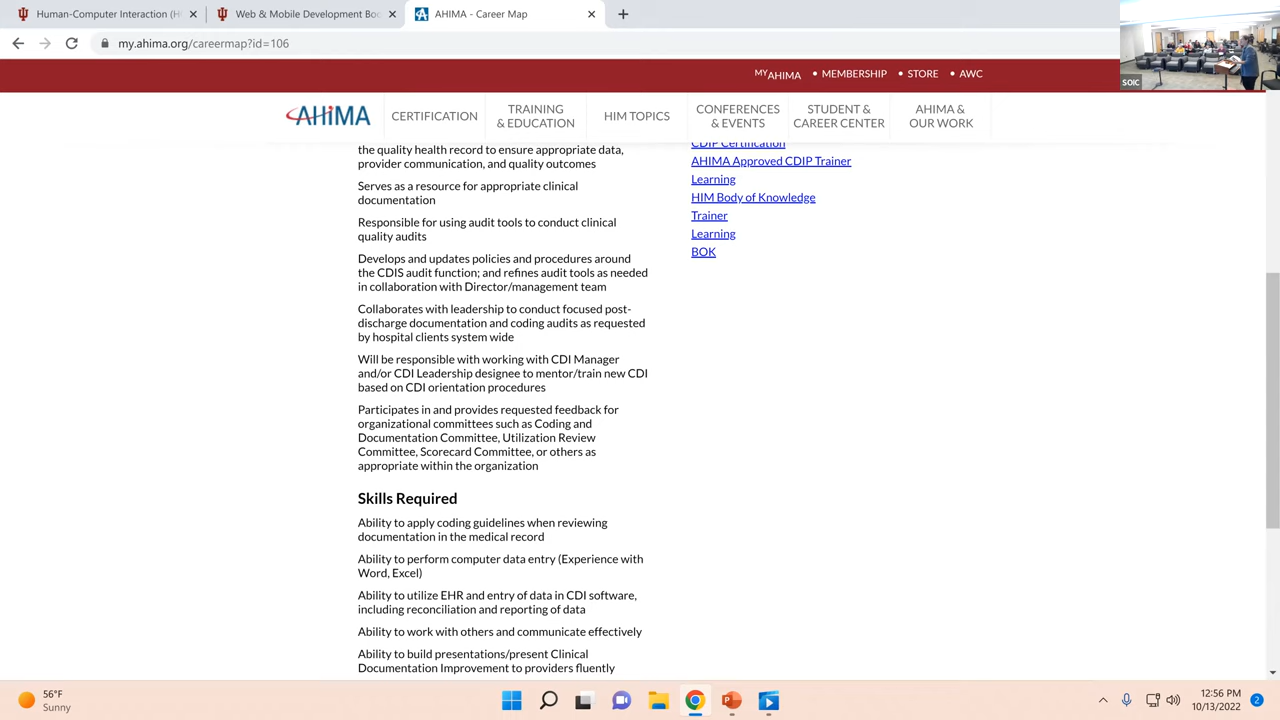 Human-Computer Interaction (H
Web & Mobile Development Boo
AHIMA - Career Map
my.ahima.org/careermap?id=106
SOIC
MYAHIMA • MEMBERSHIP • STORE • AWC
AHIMA
CERTIFICATION
TRAINING
& EDUCATION
HIM TOPICS
CONFERENCES
& EVENTS
STUDENT &
CAREER CENTER
AHIMA &
OUR WORK
the quality health record to ensure appropriate data,
provider communication, and quality outcomes
Serves as a resource for appropriate clinical
documentation
Responsible for using audit tools to conduct clinical
quality audits
Develops and updates policies and procedures around
the CDIS audit function; and refines audit tools as needed
in collaboration with Director/management team
Collaborates with leadership to conduct focused post-
discharge documentation and coding audits as requested
by hospital clients system wide
Will be responsible with working with CDI Manager
and/or CDI Leadership designee to mentor/train new CDI
based on CDI orientation procedures
Participates in and provides requested feedback for
organizational committees such as Coding and
Documentation Committee, Utilization Review
Committee, Scorecard Committee, or others as
appropriate within the organization
Skills Required
Ability to apply coding guidelines when reviewing
documentation in the medical record
Ability to perform computer data entry (Experience with
Word, Excel)
Ability to utilize EHR and entry of data in CDI software,
including reconciliation and reporting of data
Ability to work with others and communicate effectively
Ability to build presentations/present Clinical
Documentation Improvement to providers fluently
CDIP Certification
AHIMA Approved CDIP Trainer
Learning
HIM Body of Knowledge
Trainer
Learning
BOK
56°F
Sunny
12:56 PM
10/13/2022
2